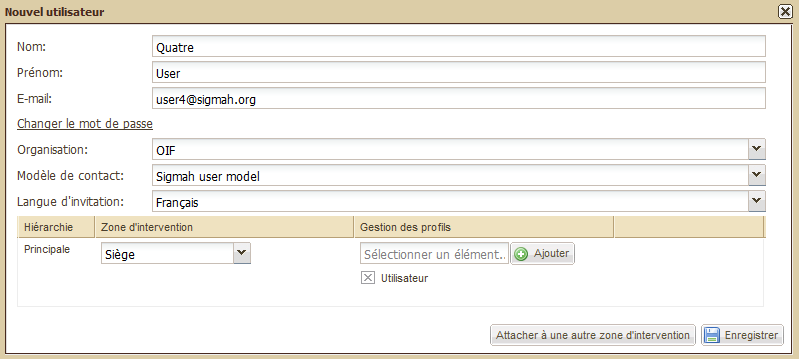 Nouvel utilisateur
Nom: Quatre
Prénom: User
E-mail: user4@sigmah.org
Changer le mot de passe
Organisation: OIF
Modèle de contact: Sigmah user model
Langue d'invitation: Français
Hiérarchie Zone d'intervention Gestion des profils
Principale Siège Sélectionner un élément... Ajouter
Utilisateur
Attacher à une autre zone d'intervention Enregistrer